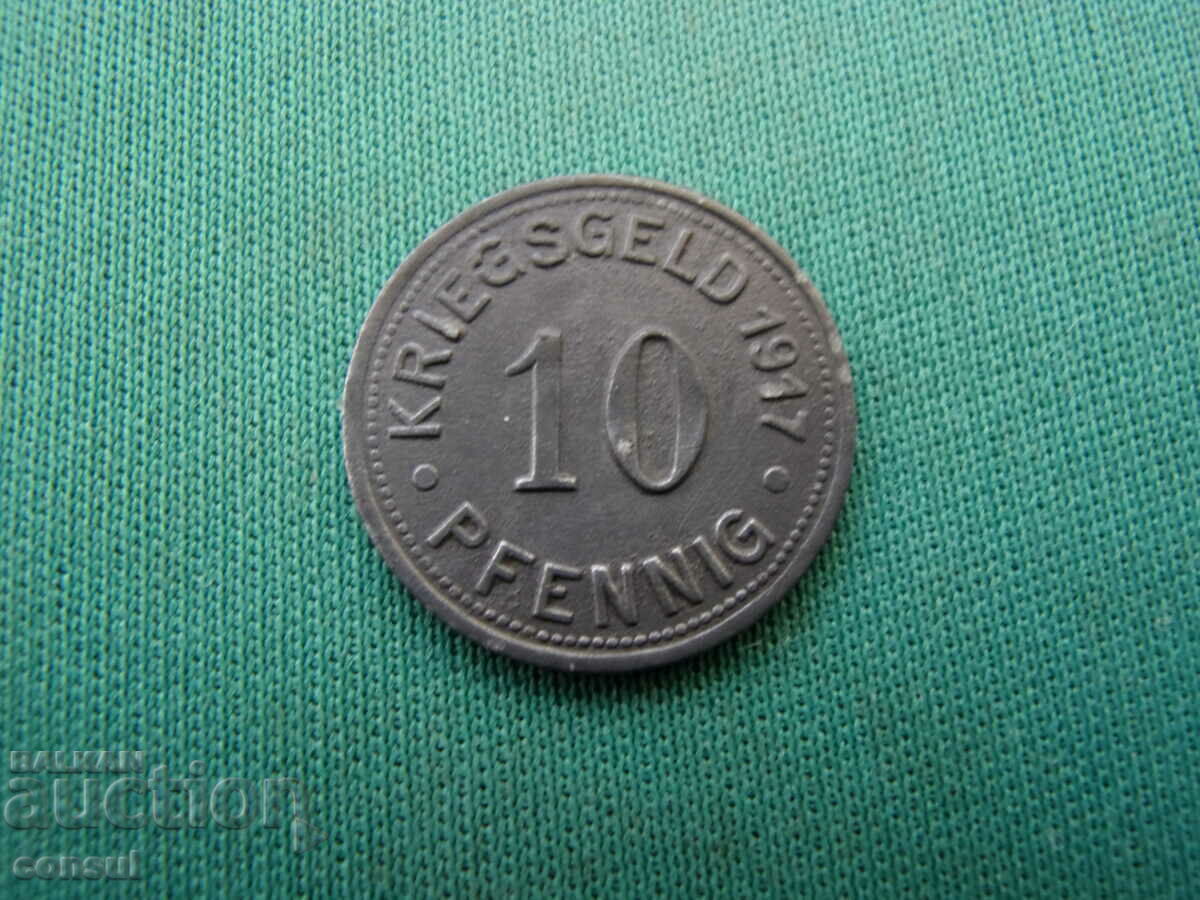 KRIEGSGELD 1917
10
PFENNIG
BALKAN
auction
consul